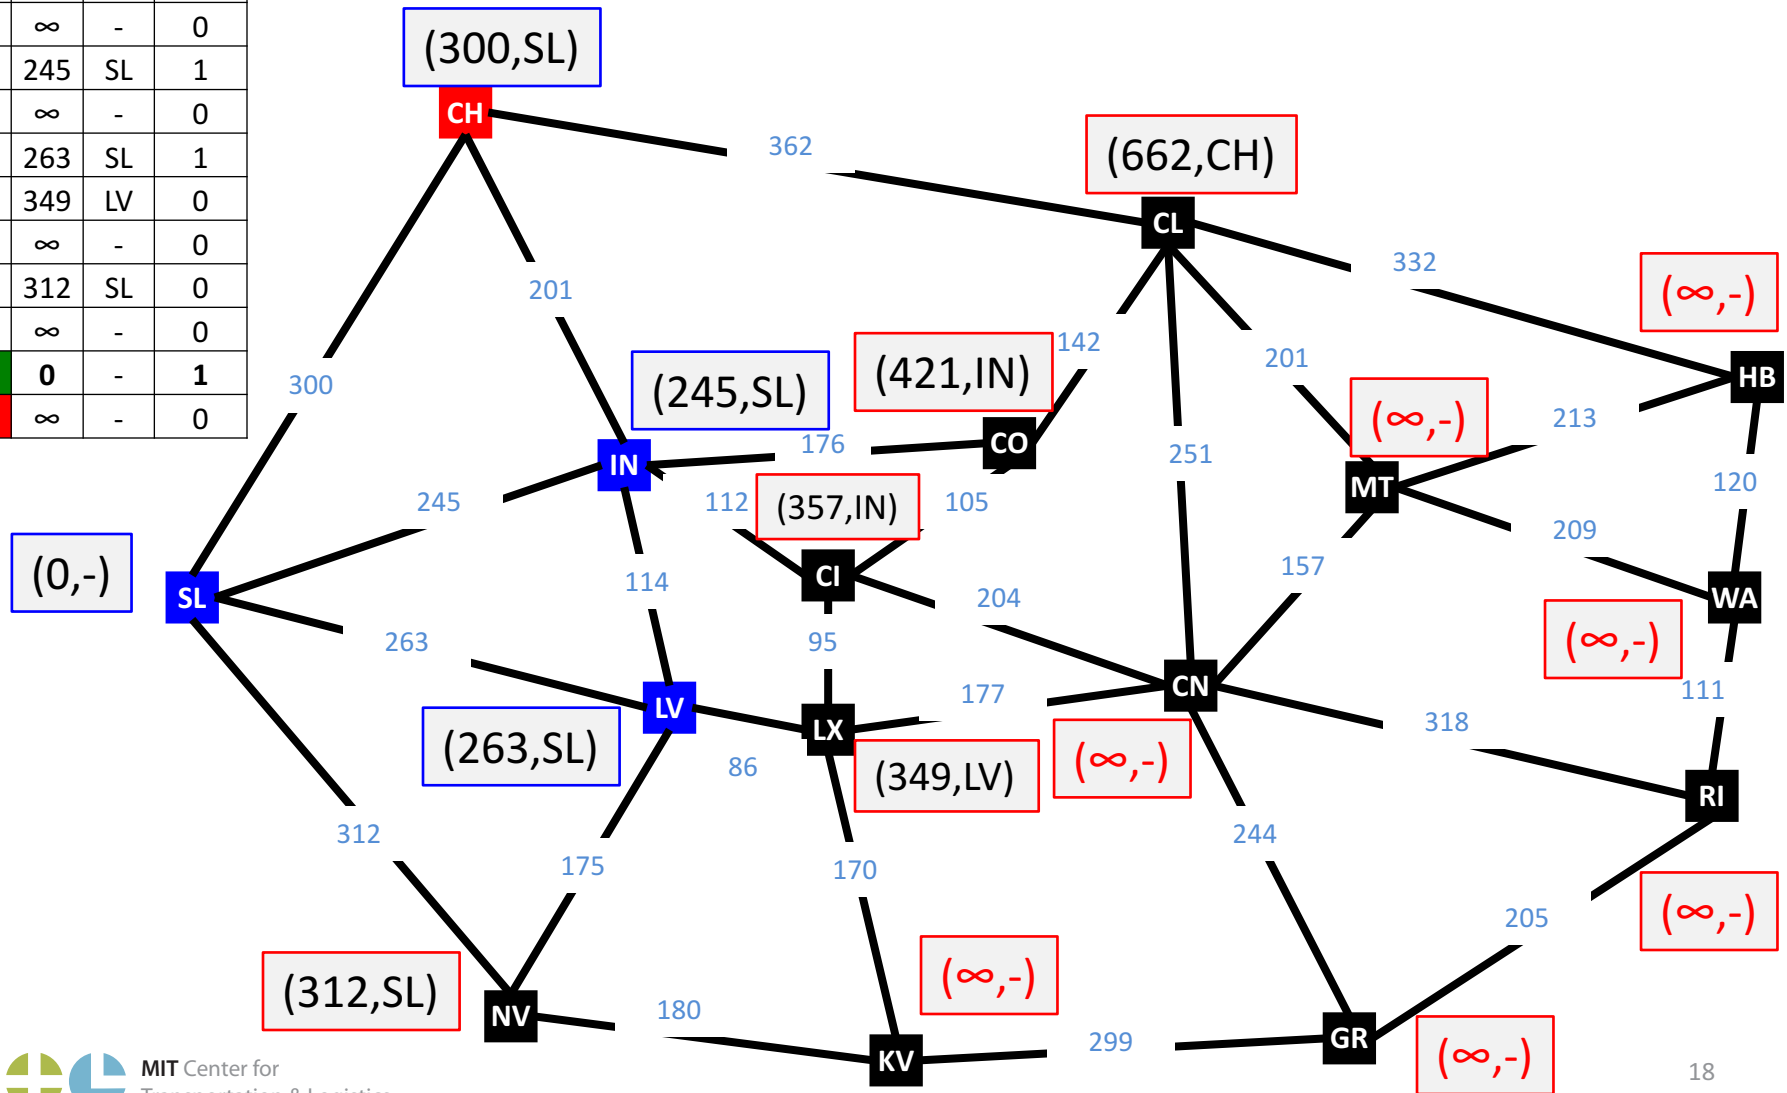 ∞ - 0
245 SL 1
∞ - 0
263 SL 1
349 LV 0
∞ - 0
312 SL 0
∞ - 0
0 - 1
∞ - 0
(300,SL)
CH
362
(662,CH)
CL
332
(∞,-)
HB
201
300
(245,SL)
(421,IN)
142
201
(∞,-)
213
IN
176
CO
251
MT
120
245
112
(357,IN)
105
209
(0,-)
SL
114
CI
204
157
WA
(∞,-)
263
95
CN
111
LV
177
(263,SL)
86
LX
(349,LV)
(∞,-)
318
RI
312
175
170
244
(∞,-)
205
(312,SL)
NV
180
(∞,-)
KV
299
GR
(∞,-)
MIT Center for
18